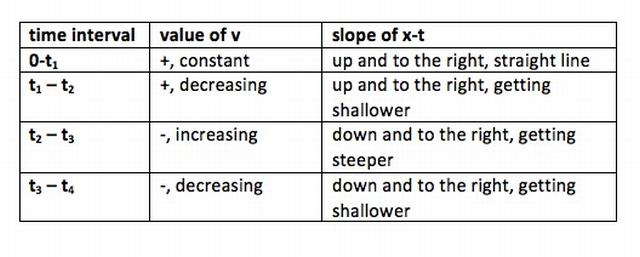 time interval value of v slope of x-t
0-t₁ +, constant up and to the right, straight line
t₁ – t₂ +, decreasing up and to the right, getting
shallower
t₂ – t₃ -, increasing down and to the right, getting
steeper
t₃ – t₄ -, decreasing down and to the right, getting
shallower